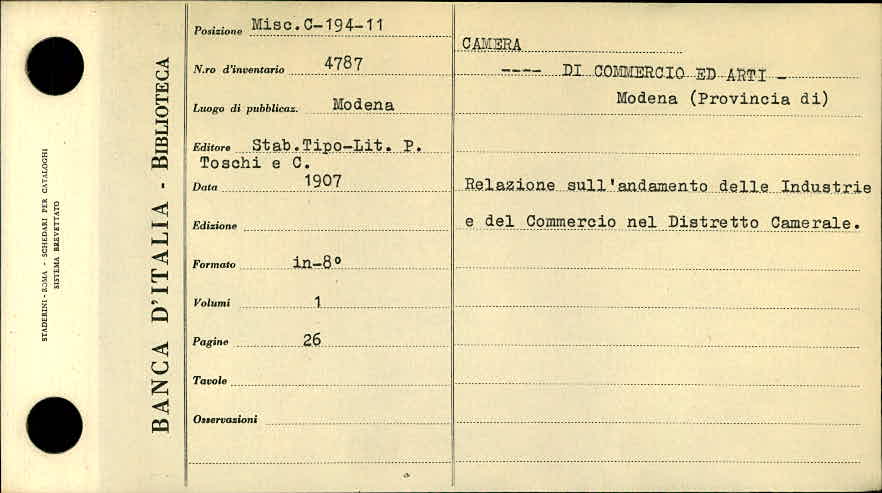 STADERINI - ROMA - SCHEDARI PER CATALOGHI
SISTEMA BREVETTATO
BANCA D'ITALIA - BIBLIOTECA
Posizione Misc.C-194-11
N.ro d'inventario 4787
Luogo di pubblicaz. Modena
Editore Stab.Tipo-Lit. P.
Toschi e C.
Data 1907
Edizione
Formato in-8°
Volumi 1
Pagine 26
Tavole
Osservazioni
CAMERA
---- DI COMMERCIO ED ARTI -
Modena (Provincia di)
Relazione sull'andamento delle Industrie
e del Commercio nel Distretto Camerale.